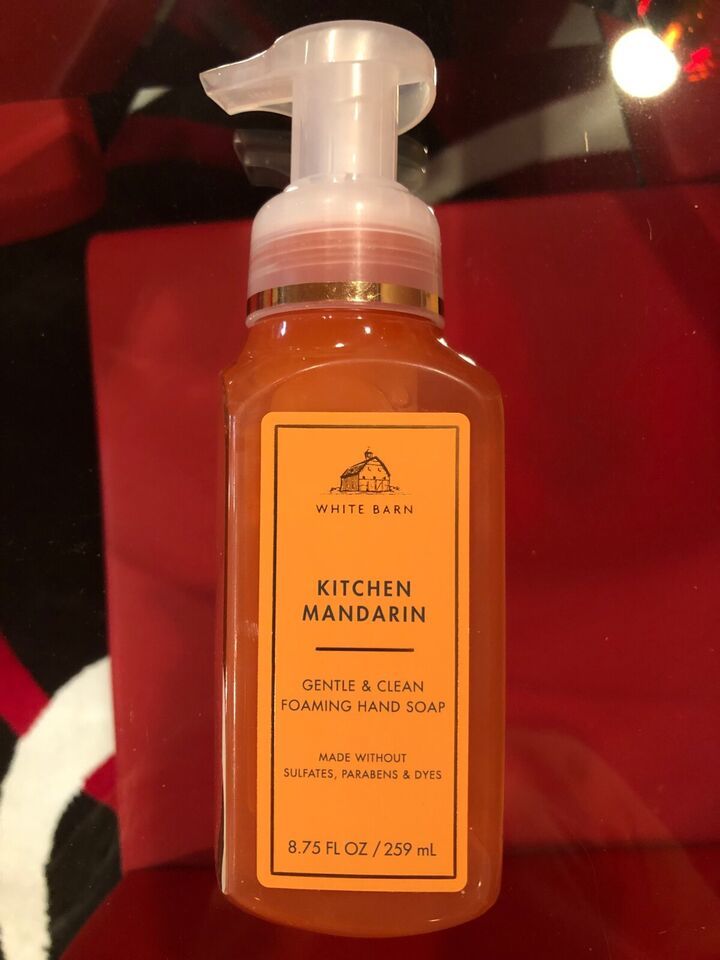 WHITE BARN
KITCHEN
MANDARIN
GENTLE & CLEAN
FOAMING HAND SOAP
MADE WITHOUT
SULFATES, PARABENS & DYES
8.75 FL OZ / 259 mL